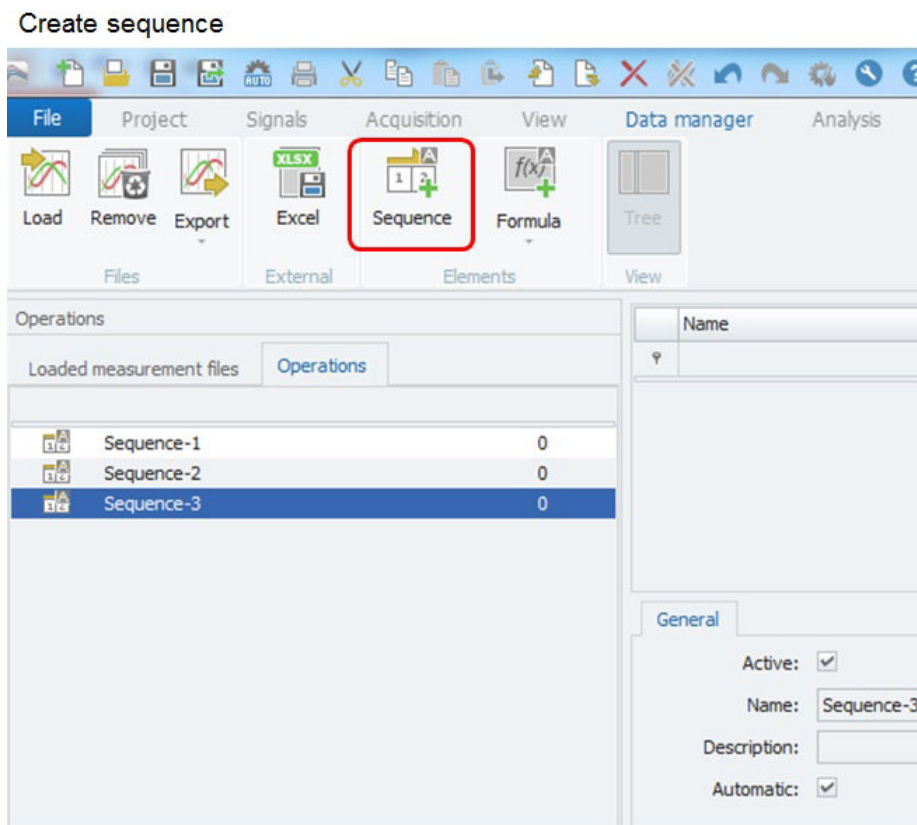 Create sequence
AUTO
File Project Signals Acquisition View Data manager Analysis
XLSX A A
1 2 f(x)
Load Remove Export Excel Sequence Formula Tree
Files External Elements View
Operations
Name
Loaded measurement files Operations
Sequence-1 0
Sequence-2 0
Sequence-3 0
General
Active:
Name: Sequence-3
Description:
Automatic: